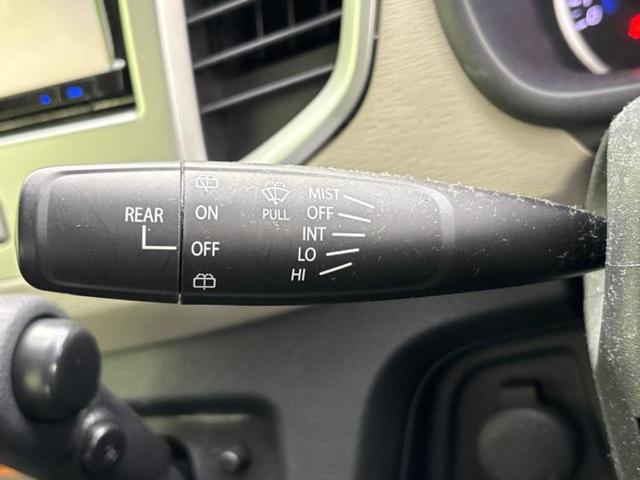 REAR
ON
OFF
PULL
MIST
OFF
INT
LO
HI